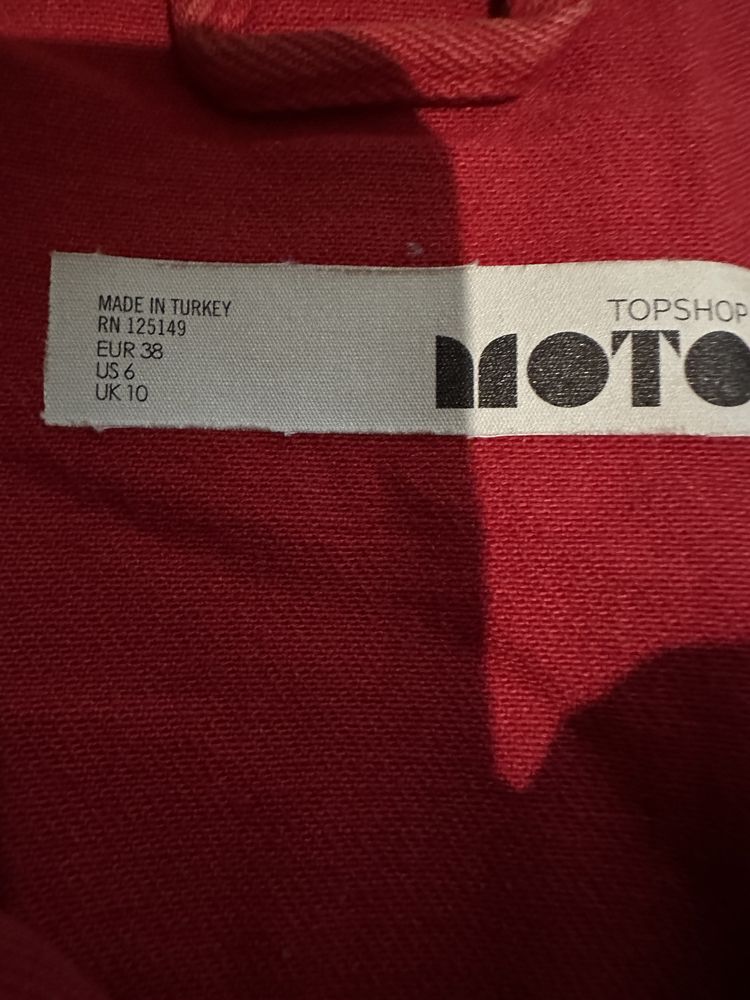 MADE IN TURKEY
RN 125149
EUR 38
US 6
UK 10
TOPSHOP
MOTO